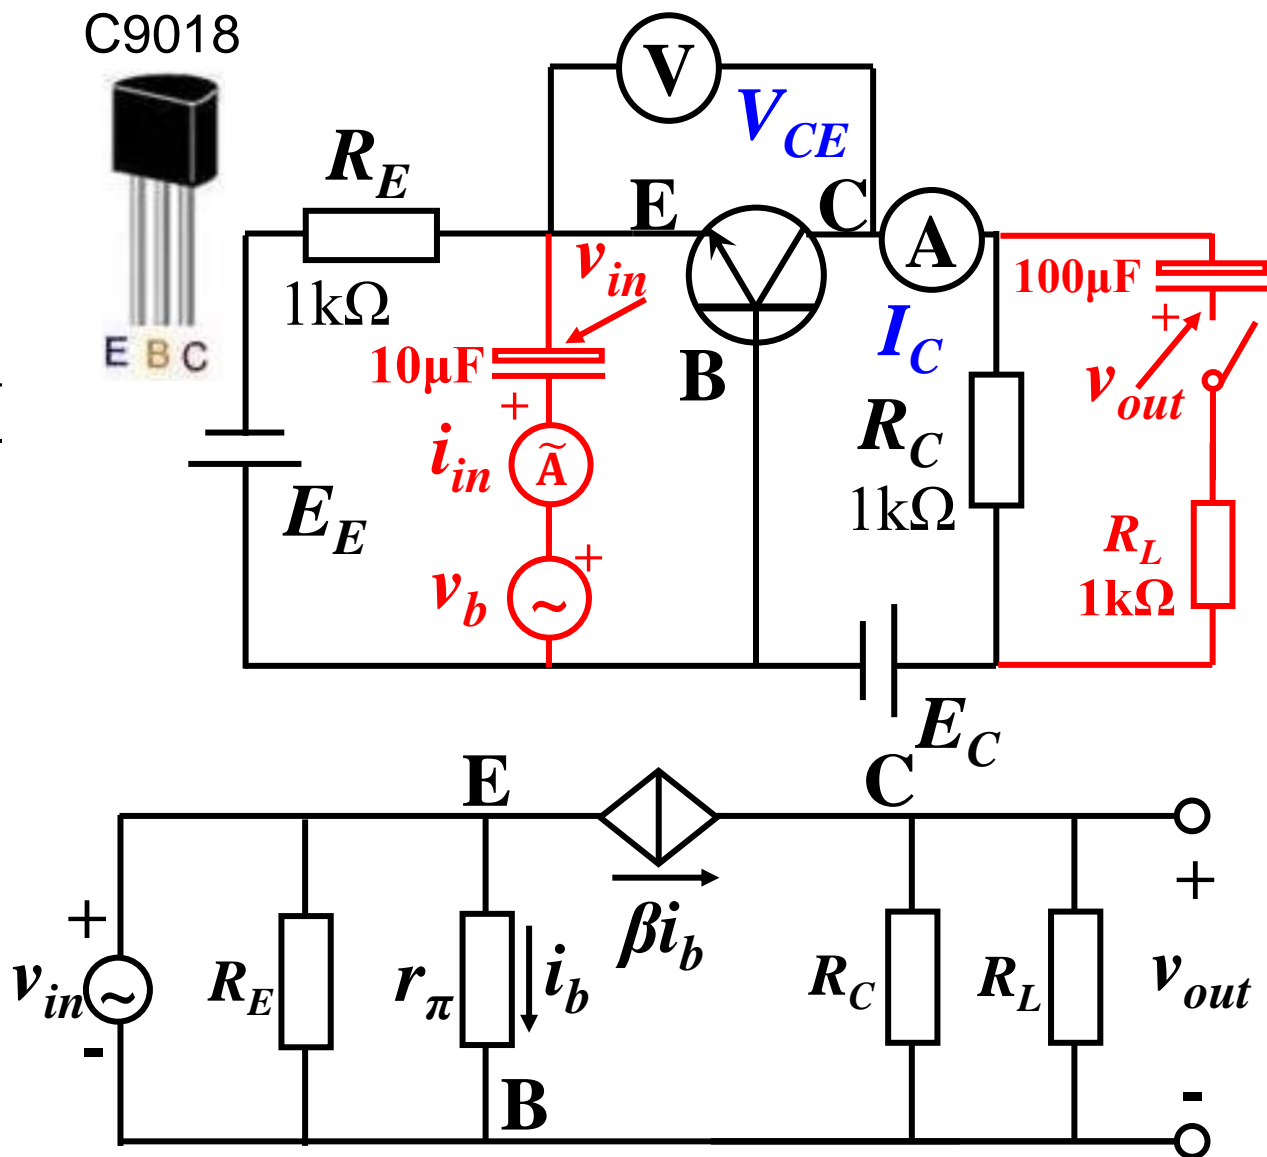 C9018
E B C
V
V_CE
R_E
1kΩ
E
C
A
I_C
B
v_in
10μF
+
i_in
Ã
v_b
+
~
E_E
R_C
1kΩ
E_C
100μF
+
v_out
R_L
1kΩ
E
C
βi_b
+
v_in
~
-
R_E
r_π
i_b
B
R_C
R_L
+
v_out
-